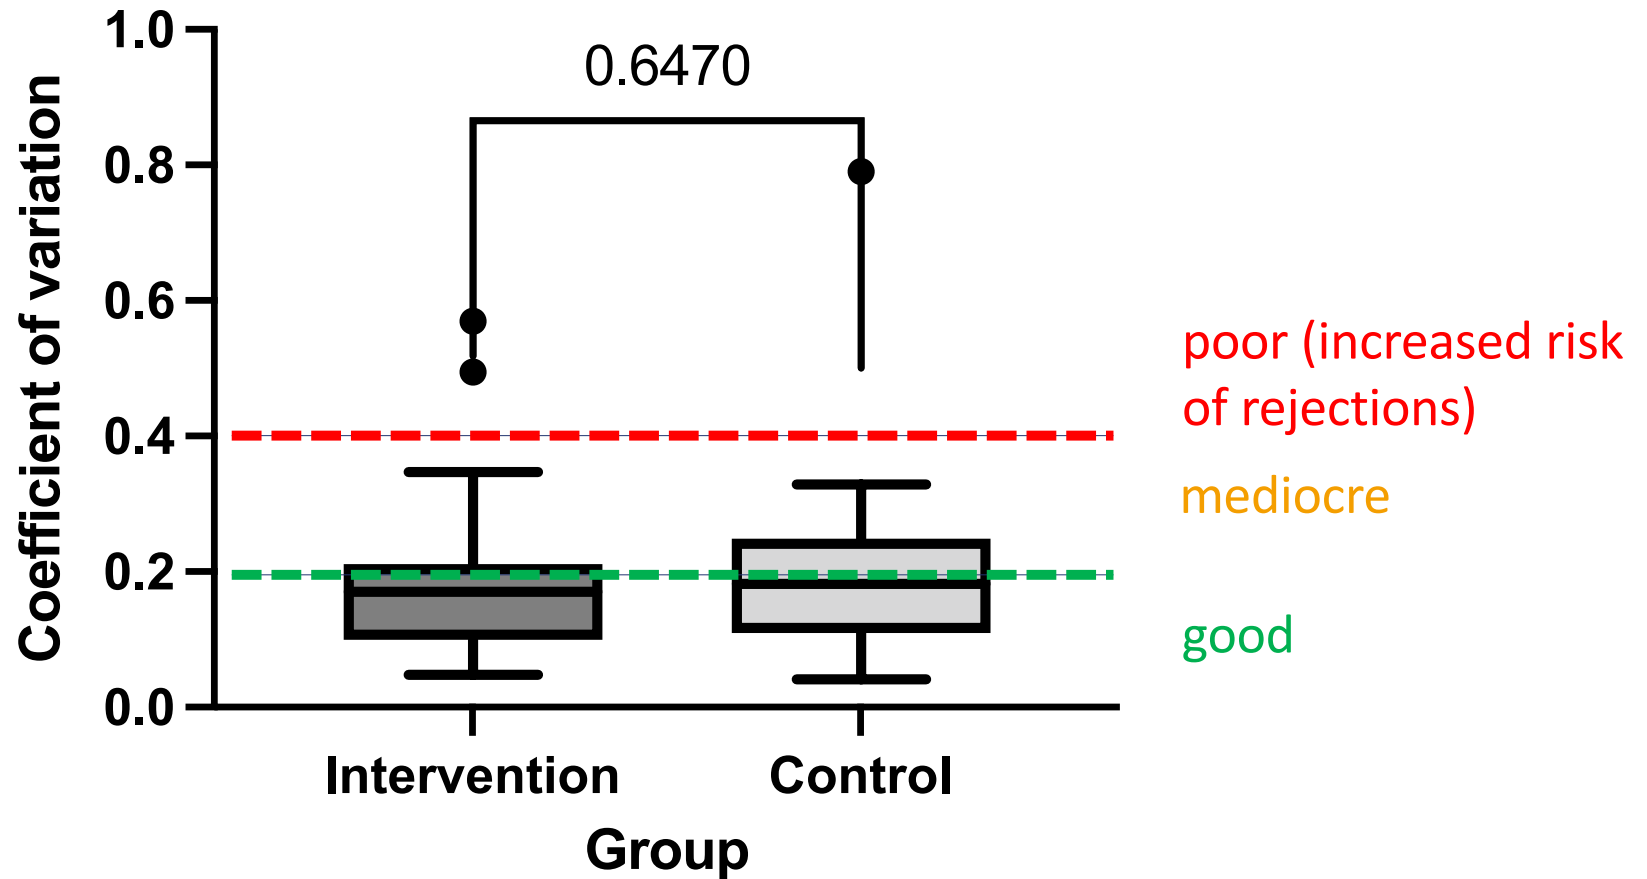 1.0
0.8
0.6
0.4
0.2
0.0
Coefficient of variation
0.6470
poor (increased risk
of rejections)
mediocre
good
Intervention
Control
Group